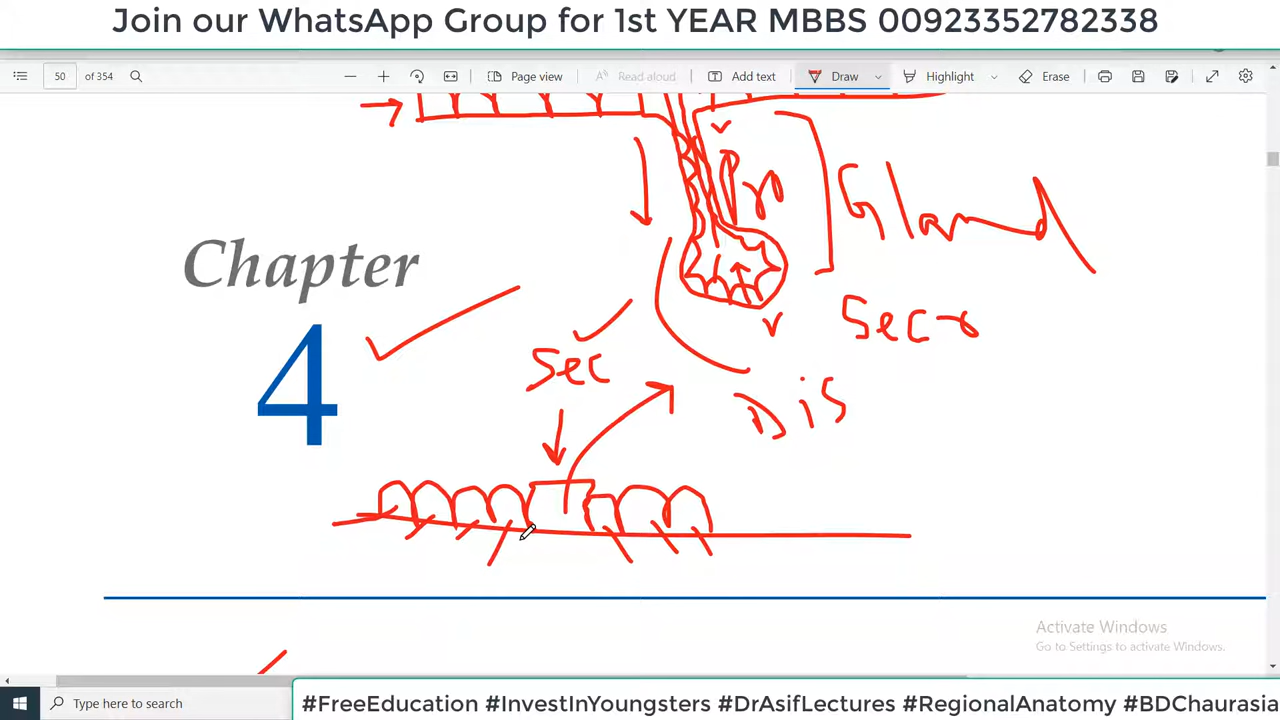 Join our WhatsApp Group for 1st YEAR MBBS 00923352782338
50 of 354 Page view Read aloud Add text Draw Highlight Erase
Gland
Chapter
4
Secr
Sec
Dis
Activate Windows
Go to Settings to activate Windows.
Type here to search
#FreeEducation #InvestInYoungsters #DrAsifLectures #RegionalAnatomy #BDChaurasia